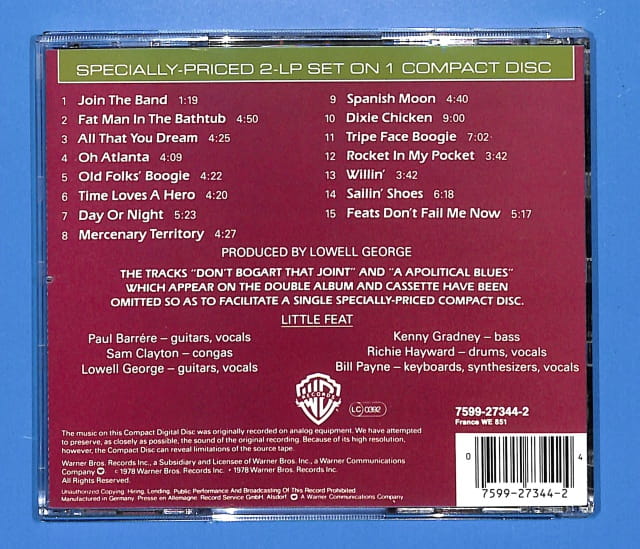 SPECIALLY-PRICED 2-LP SET ON 1 COMPACT DISC
1 Join The Band 1:19
2 Fat Man In The Bathtub 4:50
3 All That You Dream 4:25
4 Oh Atlanta 4:09
5 Old Folks' Boogie 4:22
6 Time Loves A Hero 4:20
7 Day Or Night 5:23
8 Mercenary Territory 4:27
9 Spanish Moon 4:40
10 Dixie Chicken 9:00
11 Tripe Face Boogie 7:02
12 Rocket In My Pocket 3:42
13 Willin' 3:42
14 Sailin' Shoes 6:18
15 Feats Don't Fail Me Now 5:17
PRODUCED BY LOWELL GEORGE
THE TRACKS "DON'T BOGART THAT JOINT" AND "A APOLITICAL BLUES"
WHICH APPEAR ON THE DOUBLE ALBUM AND CASSETTE HAVE BEEN
OMITTED SO AS TO FACILITATE A SINGLE SPECIALLY-PRICED COMPACT DISC.
LITTLE FEAT
Paul Barrére – guitars, vocals
Sam Clayton – congas
Lowell George – guitars, vocals
Kenny Gradney – bass
Richie Hayward – drums, vocals
Bill Payne – keyboards, synthesizers, vocals
WB
RECORDS
LC 0392
7599-27344-2
France WE 851
The music on this Compact Digital Disc was originally recorded on analog equipment. We have attempted
to preserve, as closely as possible, the sound of the original recording. Because of its high resolution,
however, the Compact Disc can reveal limitations of the source tape.
Warner Bros. Records Inc., a Subsidiary and Licensee of Warner Bros. Inc., a Warner Communications
Company. © 1978 Warner Bros. Records Inc. ℗ 1978 Warner Bros. Records Inc.
All Rights Reserved.
Unauthorized Copying, Hiring, Lending, Public Performance And Broadcasting Of This Record Prohibited
Manufactured in Germany. Presse en Allemagne. Record Service GmbH. Alsdorf A Warner Communications Company
0 4
7599-27344-2